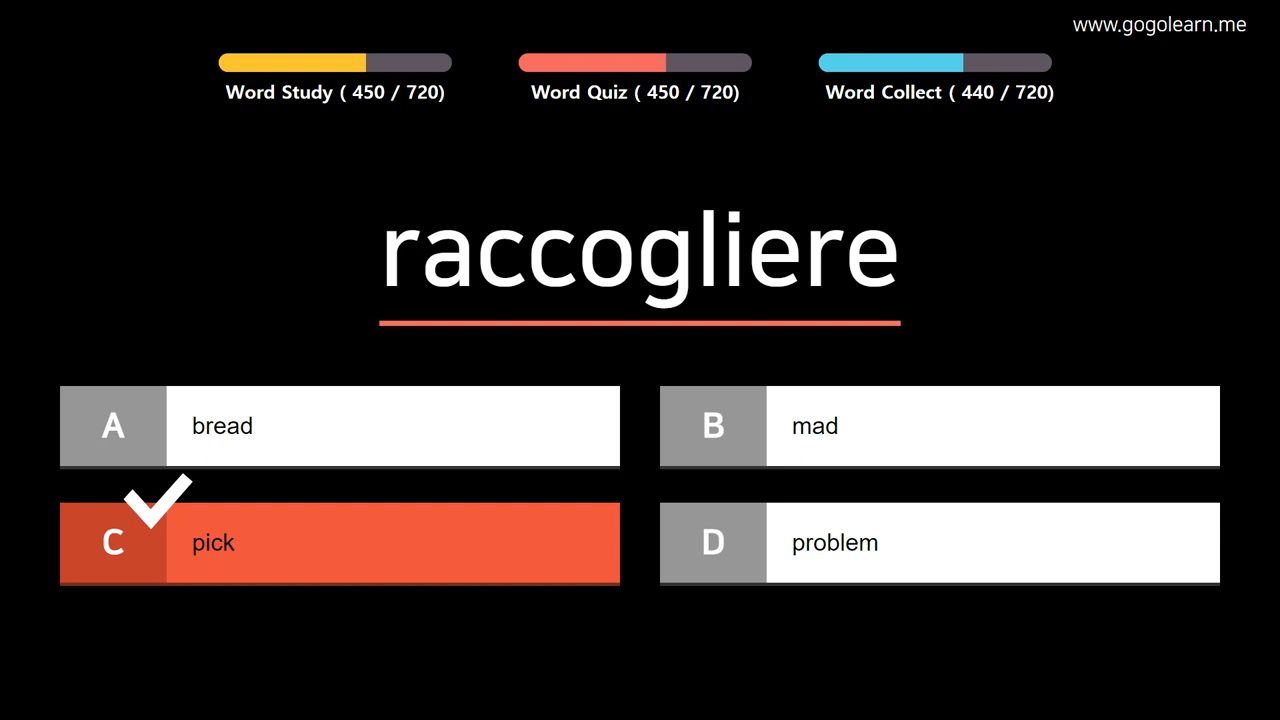 www.gogolearn.me
Word Study ( 450 / 720)
Word Quiz ( 450 / 720)
Word Collect ( 440 / 720)
raccogliere
A bread
B mad
C pick
D problem